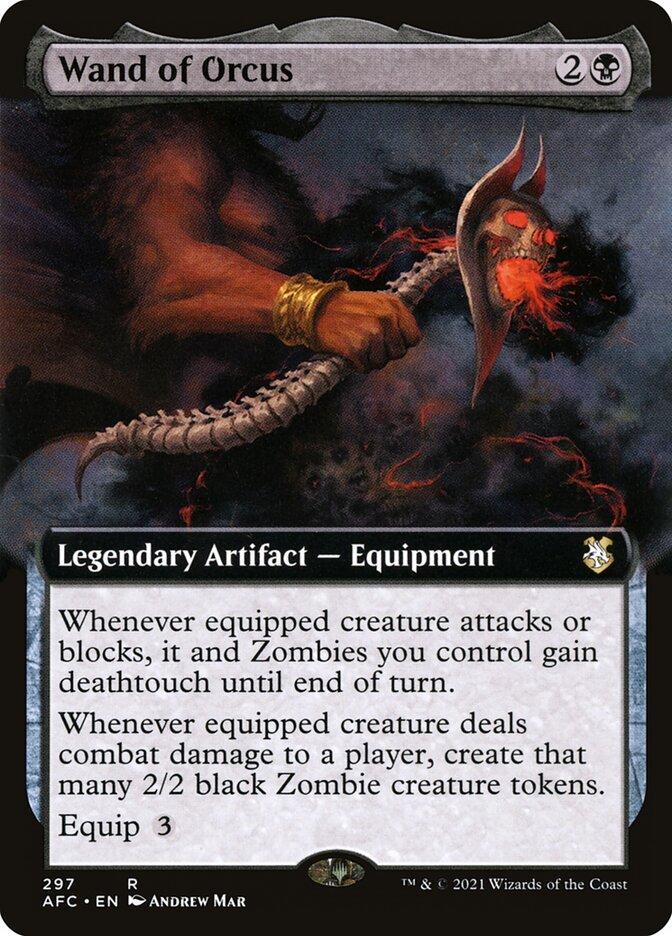 Wand of Orcus 2
Legendary Artifact — Equipment
Whenever equipped creature attacks or
blocks, it and Zombies you control gain
deathtouch until end of turn.
Whenever equipped creature deals
combat damage to a player, create that
many 2/2 black Zombie creature tokens.
Equip 3
297 R
AFC • EN Andrew Mar
™ & © 2021 Wizards of the Coast